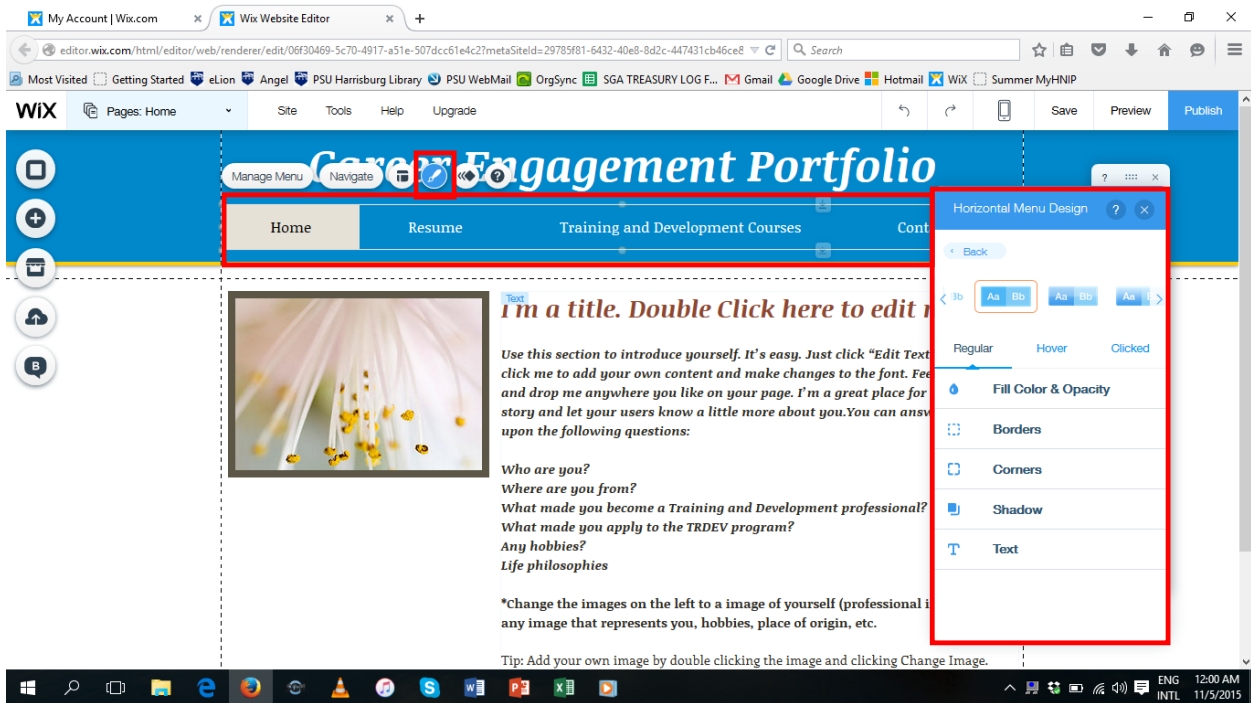 My Account | Wix.com × Wix Website Editor × +
editor.wix.com/html/editor/web/renderer/edit/06f30469-5c70-4917-a51e-507dcc61e4c2?metaSiteId=29785f81-6432-40e8-8d2c-447431cb46ce8 Search
Most Visited Getting Started eLion Angel PSU Harrisburg Library PSU WebMail OrgSync SGA TREASURY LOG F... Gmail Google Drive Hotmail WiX Summer MyHNIP
WiX Pages: Home Site Tools Help Upgrade Save Preview Publish
Career Engagement Portfolio
Manage Menu Navigate ?
? ×
Home Resume Training and Development Courses Cont
Horizontal Menu Design ? ×
Back
3b Aa Bb Aa Bb Aa
Regular Hover Clicked
Fill Color & Opacity
Borders
Corners
Shadow
Text
Text
I'm a title. Double Click here to edit
Use this section to introduce yourself. It's easy. Just click “Edit Text
click me to add your own content and make changes to the font. Fee
and drop me anywhere you like on your page. I'm a great place for
story and let your users know a little more about you.You can answ
upon the following questions:
Who are you?
Where are you from?
What made you become a Training and Development professional?
What made you apply to the TRDEV program?
Any hobbies?
Life philosophies
*Change the images on the left to a image of yourself (professional i
any image that represents you, hobbies, place of origin, etc.
Tip: Add your own image by double clicking the image and clicking Change Image.
ENG 12:00 AM
INTL 11/5/2015